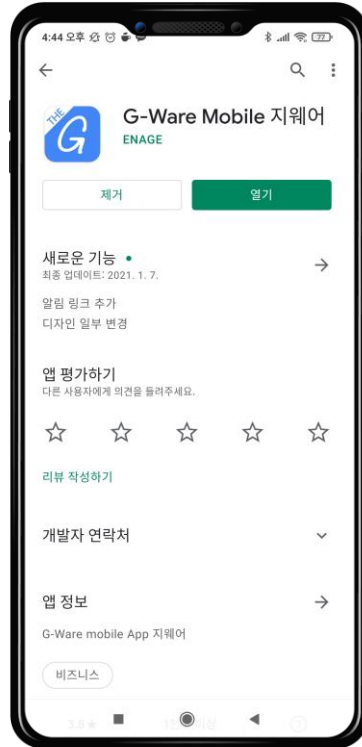 4:44 오후
77
THE
G
G-Ware Mobile 지웨어
ENAGE
제거
열기
새로운 기능
최종 업데이트: 2021. 1. 7.
알림 링크 추가
디자인 일부 변경
앱 평가하기
다른 사용자에게 의견을 들려주세요.
리뷰 작성하기
개발자 연락처
앱 정보
G-Ware mobile App 지웨어
비즈니스